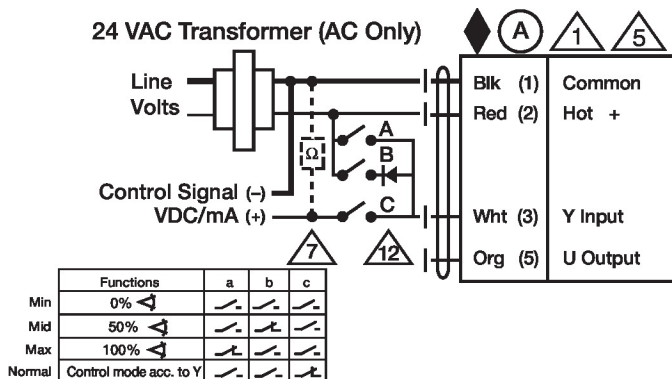 24 VAC Transformer (AC Only)
A 1 5
Line
Volts
Blk (1) Common
Red (2) Hot +
A
B
Ω
Control Signal (–)
VDC/mA (+)
C
Wht (3) Y Input
7 12
Org (5) U Output
Functions a b c
Min 0%
Mid 50%
Max 100%
Normal Control mode acc. to Y